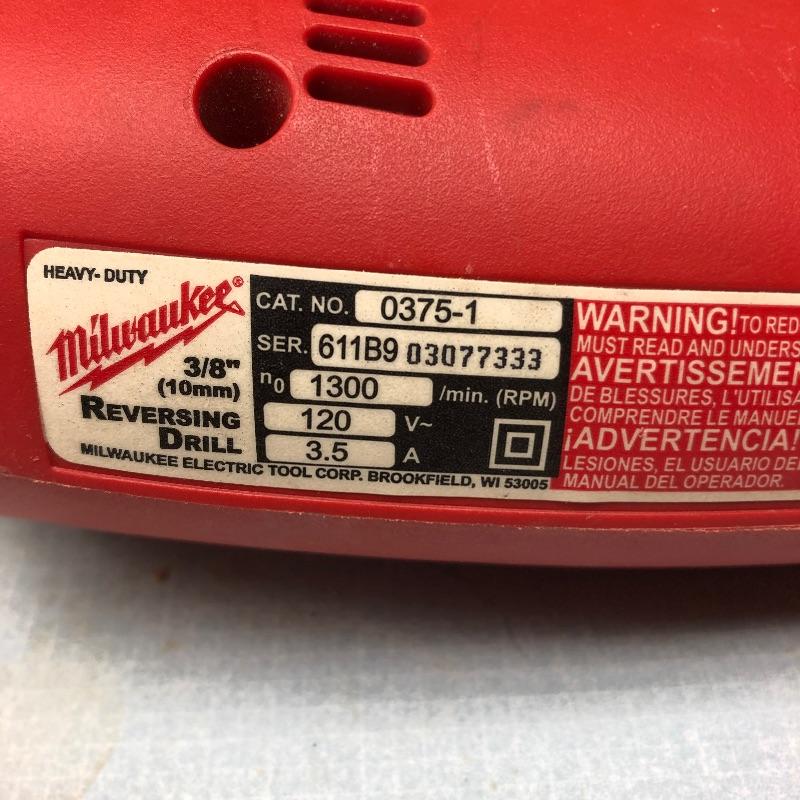 HEAVY-DUTY
Milwaukee®
3/8"
(10mm)
REVERSING
DRILL
CAT. NO. 0375-1
SER. 611B9 03077333
n0 1300 /min. (RPM)
120 V~
3.5 A
MILWAUKEE ELECTRIC TOOL CORP. BROOKFIELD, WI 53005
WARNING! TO RED
MUST READ AND UNDERS
AVERTISSEMEN
DE BLESSURES, L'UTILISA
COMPRENDRE LE MANUE
¡ADVERTENCIA!
LESIONES, EL USUARIO DE
MANUAL DEL OPERADOR.